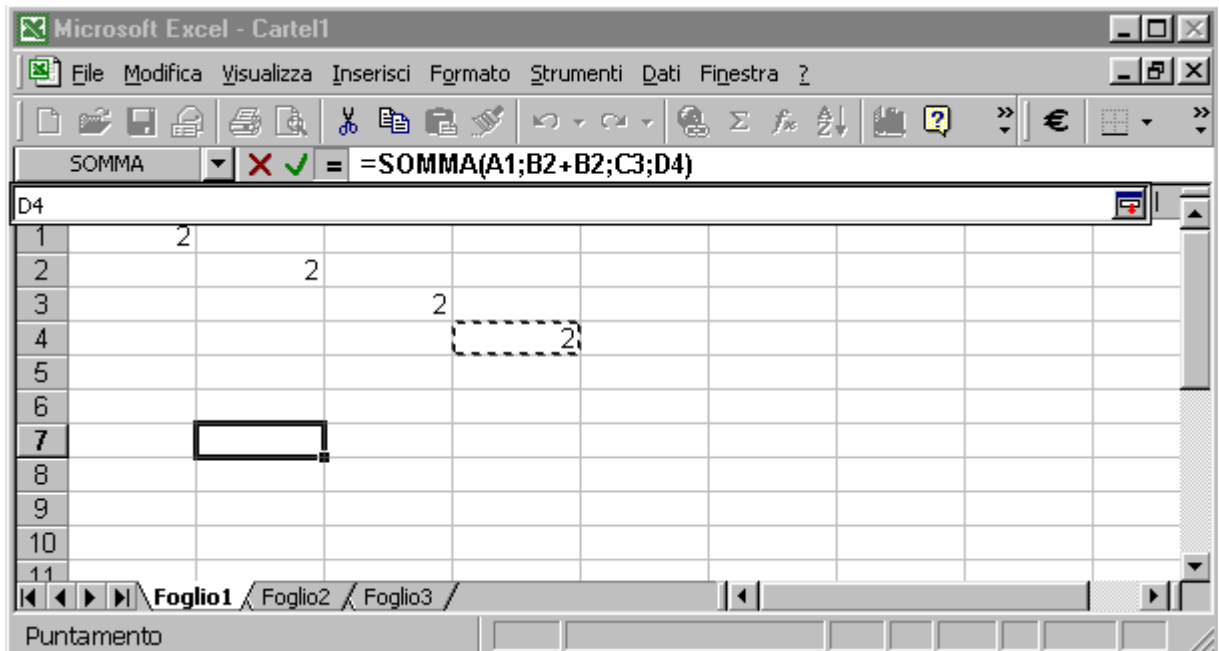 Microsoft Excel - Cartel1
File Modifica Visualizza Inserisci Formato Strumenti Dati Finestra ?
SOMMA = =SOMMA(A1;B2+B2;C3;D4)
D4
1 2
2 2
3 2
4 2
5
6
7
8
9
10
11
Foglio1 Foglio2 Foglio3
Puntamento